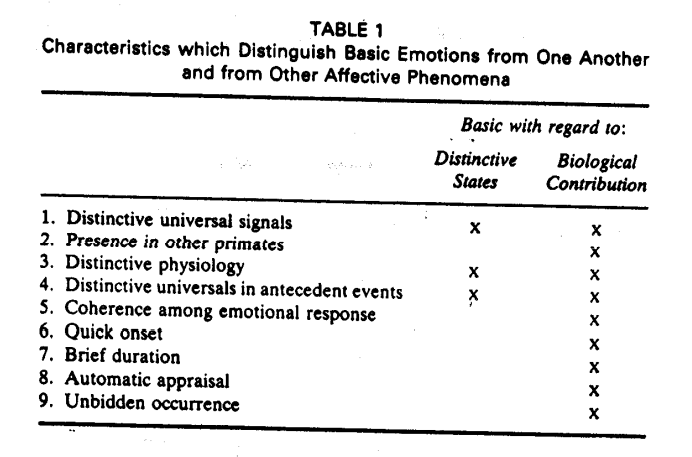 TABLE 1
Characteristics which Distinguish Basic Emotions from One Another
and from Other Affective Phenomena
Basic with regard to:
Distinctive Biological
States Contribution
1. Distinctive universal signals x x
2. Presence in other primates x
3. Distinctive physiology x x
4. Distinctive universals in antecedent events x x
5. Coherence among emotional response x
6. Quick onset x
7. Brief duration x
8. Automatic appraisal x
9. Unbidden occurrence x